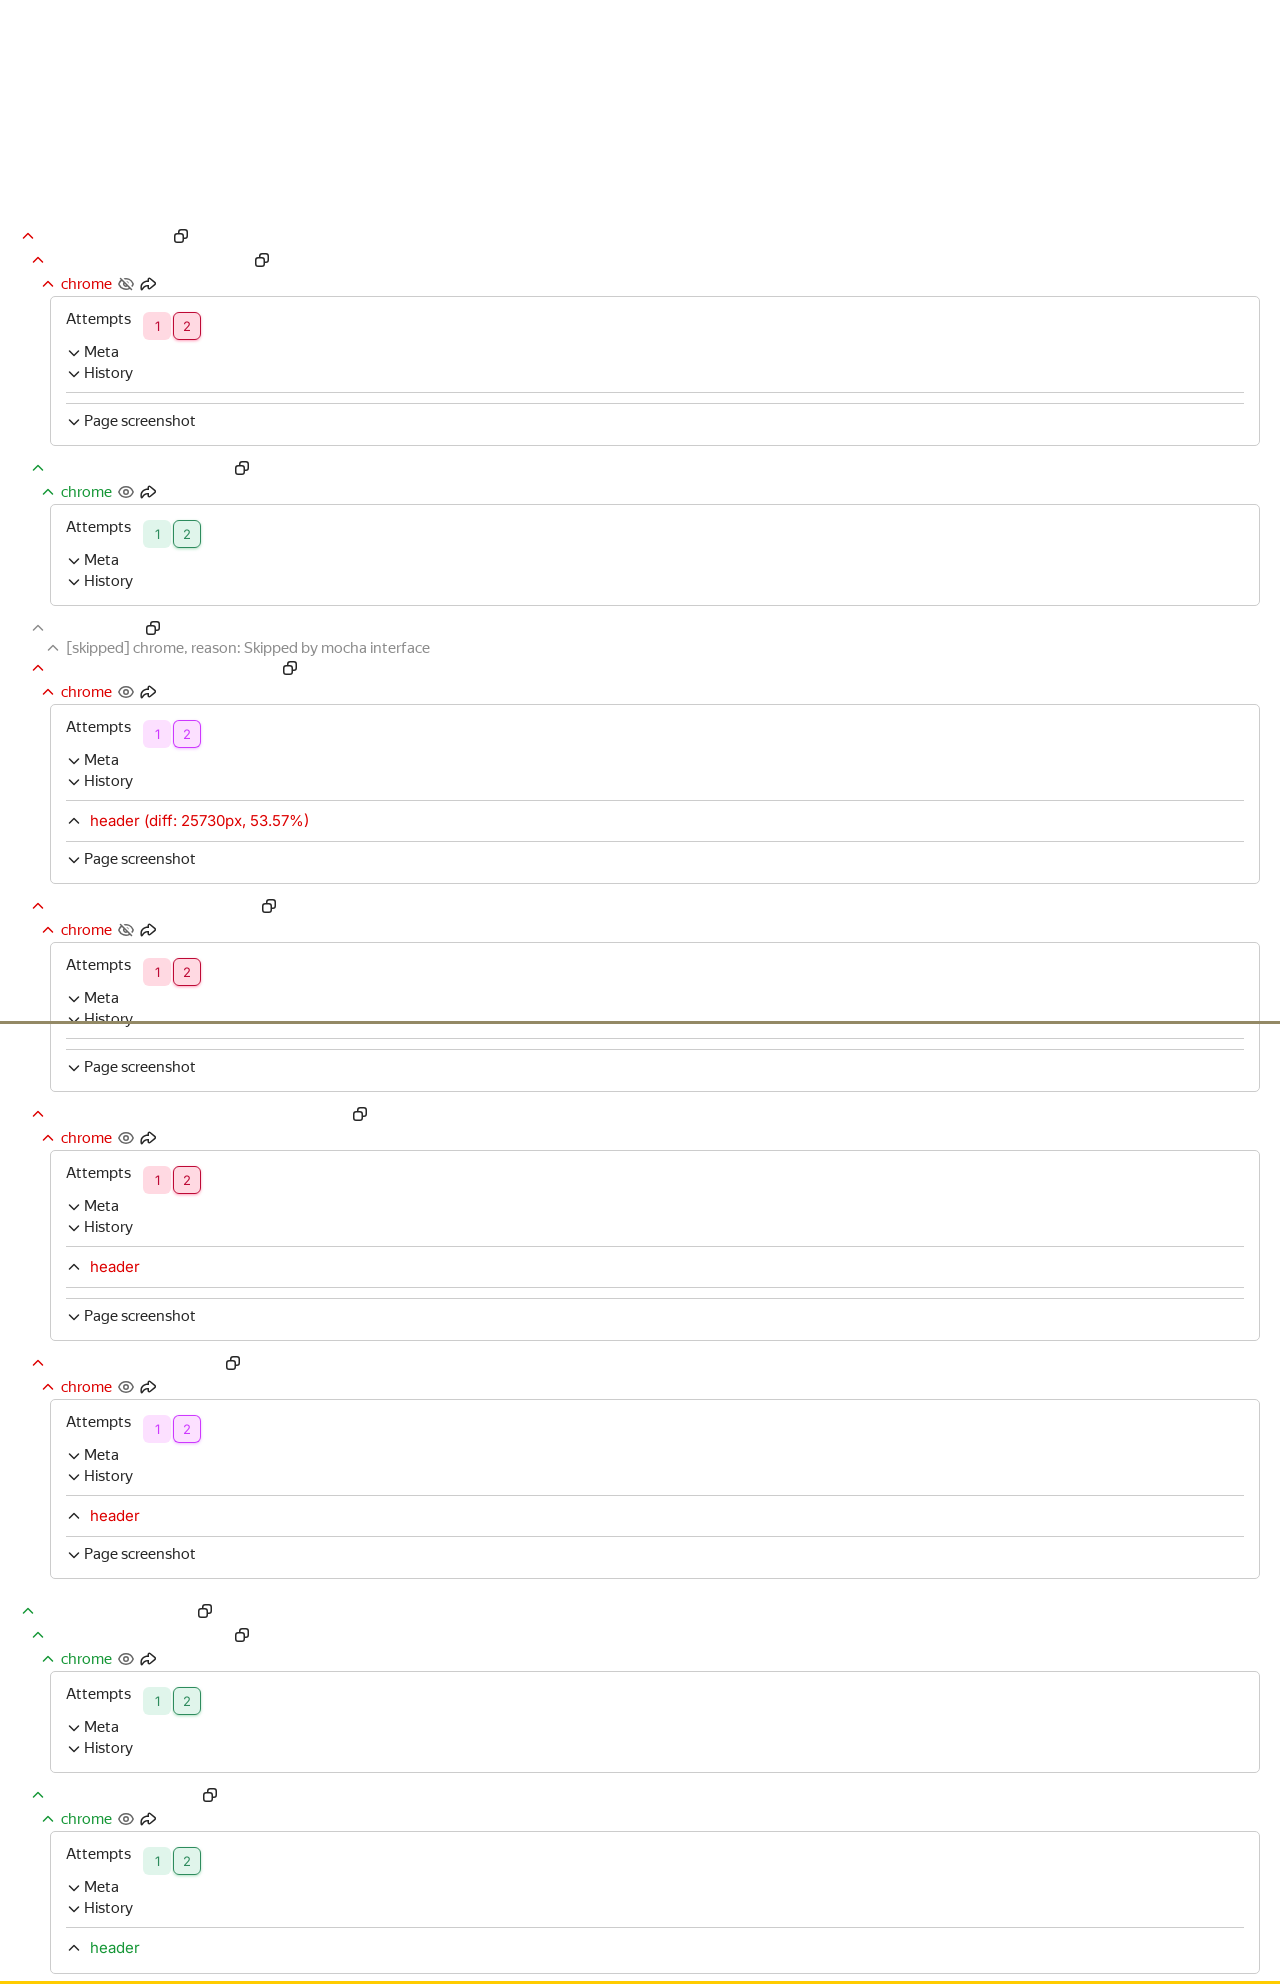 chrome
Attempts 1 2
Meta
History
Page screenshot
chrome
Attempts 1 2
Meta
History
[skipped] chrome, reason: Skipped by mocha interface
chrome
Attempts 1 2
Meta
History
header (diff: 25730px, 53.57%)
Page screenshot
chrome
Attempts 1 2
Meta
History
Page screenshot
chrome
Attempts 1 2
Meta
History
header
Page screenshot
chrome
Attempts 1 2
Meta
History
header
Page screenshot
chrome
Attempts 1 2
Meta
History
chrome
Attempts 1 2
Meta
History
header